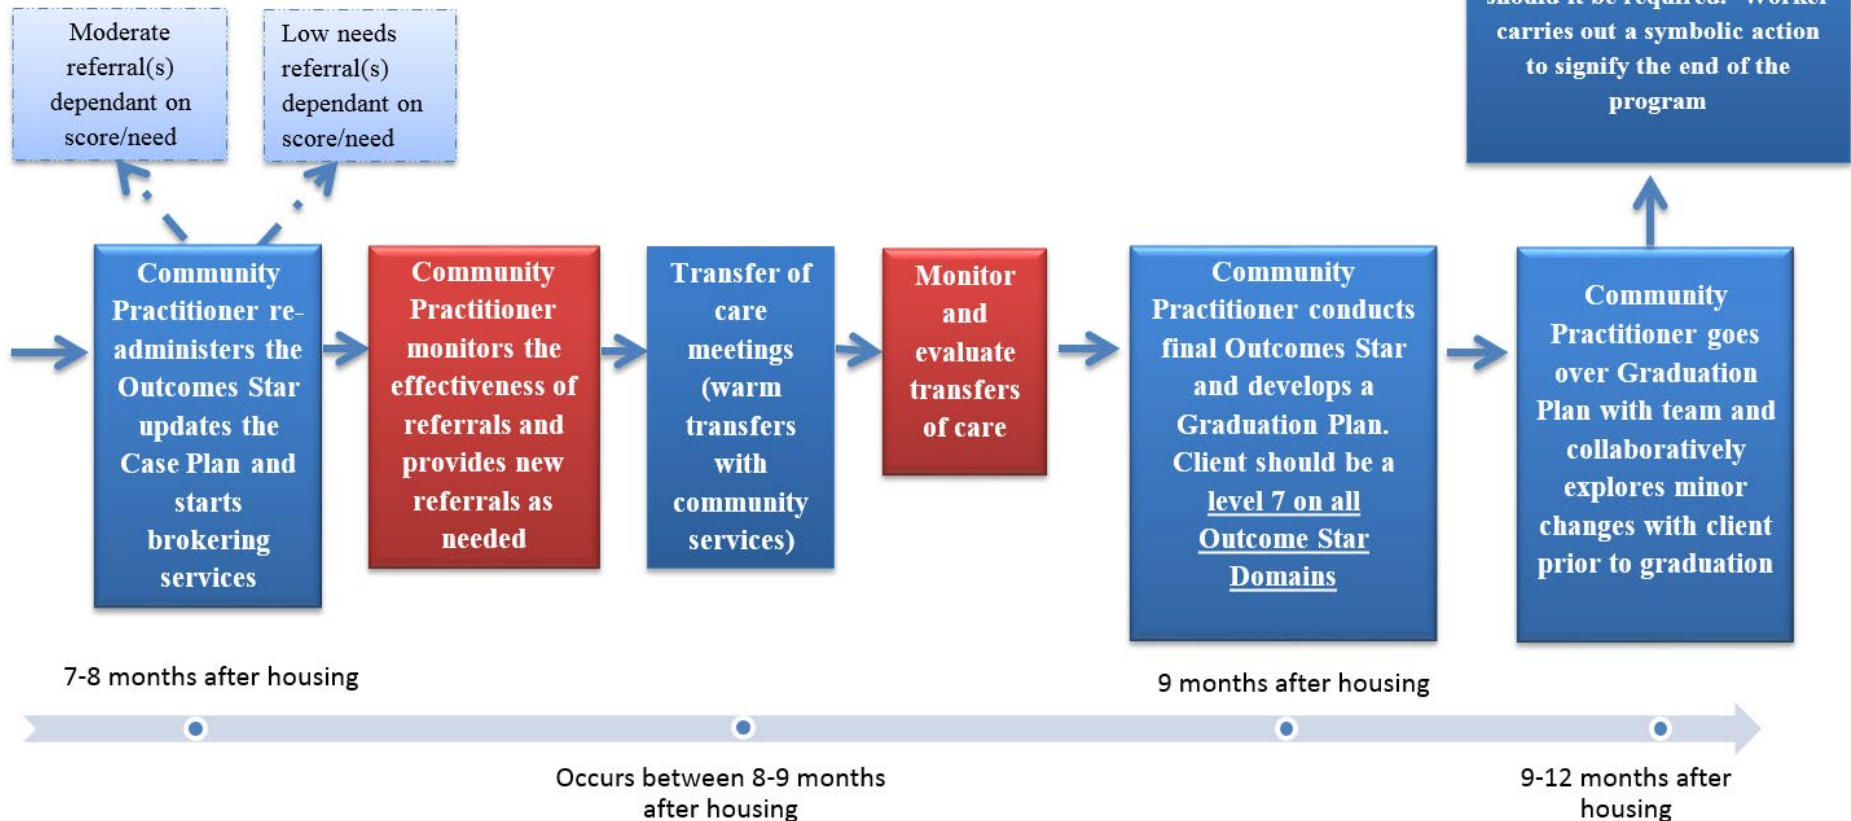 Moderate
referral(s)
dependant on
score/need
Low needs
referral(s)
dependant on
score/need
should it be required. Worker
carries out a symbolic action
to signify the end of the
program
Community
Practitioner re-
administers the
Outcomes Star
updates the
Case Plan and
starts
brokering
services
Community
Practitioner
monitors the
effectiveness of
referrals and
provides new
referrals as
needed
Transfer of
care
meetings
(warm
transfers
with
community
services)
Monitor
and
evaluate
transfers
of care
Community
Practitioner conducts
final Outcomes Star
and develops a
Graduation Plan.
Client should be a
level 7 on all
Outcome Star
Domains
Community
Practitioner goes
over Graduation
Plan with team and
collaboratively
explores minor
changes with client
prior to graduation
7-8 months after housing
Occurs between 8-9 months
after housing
9 months after housing
9-12 months after
housing